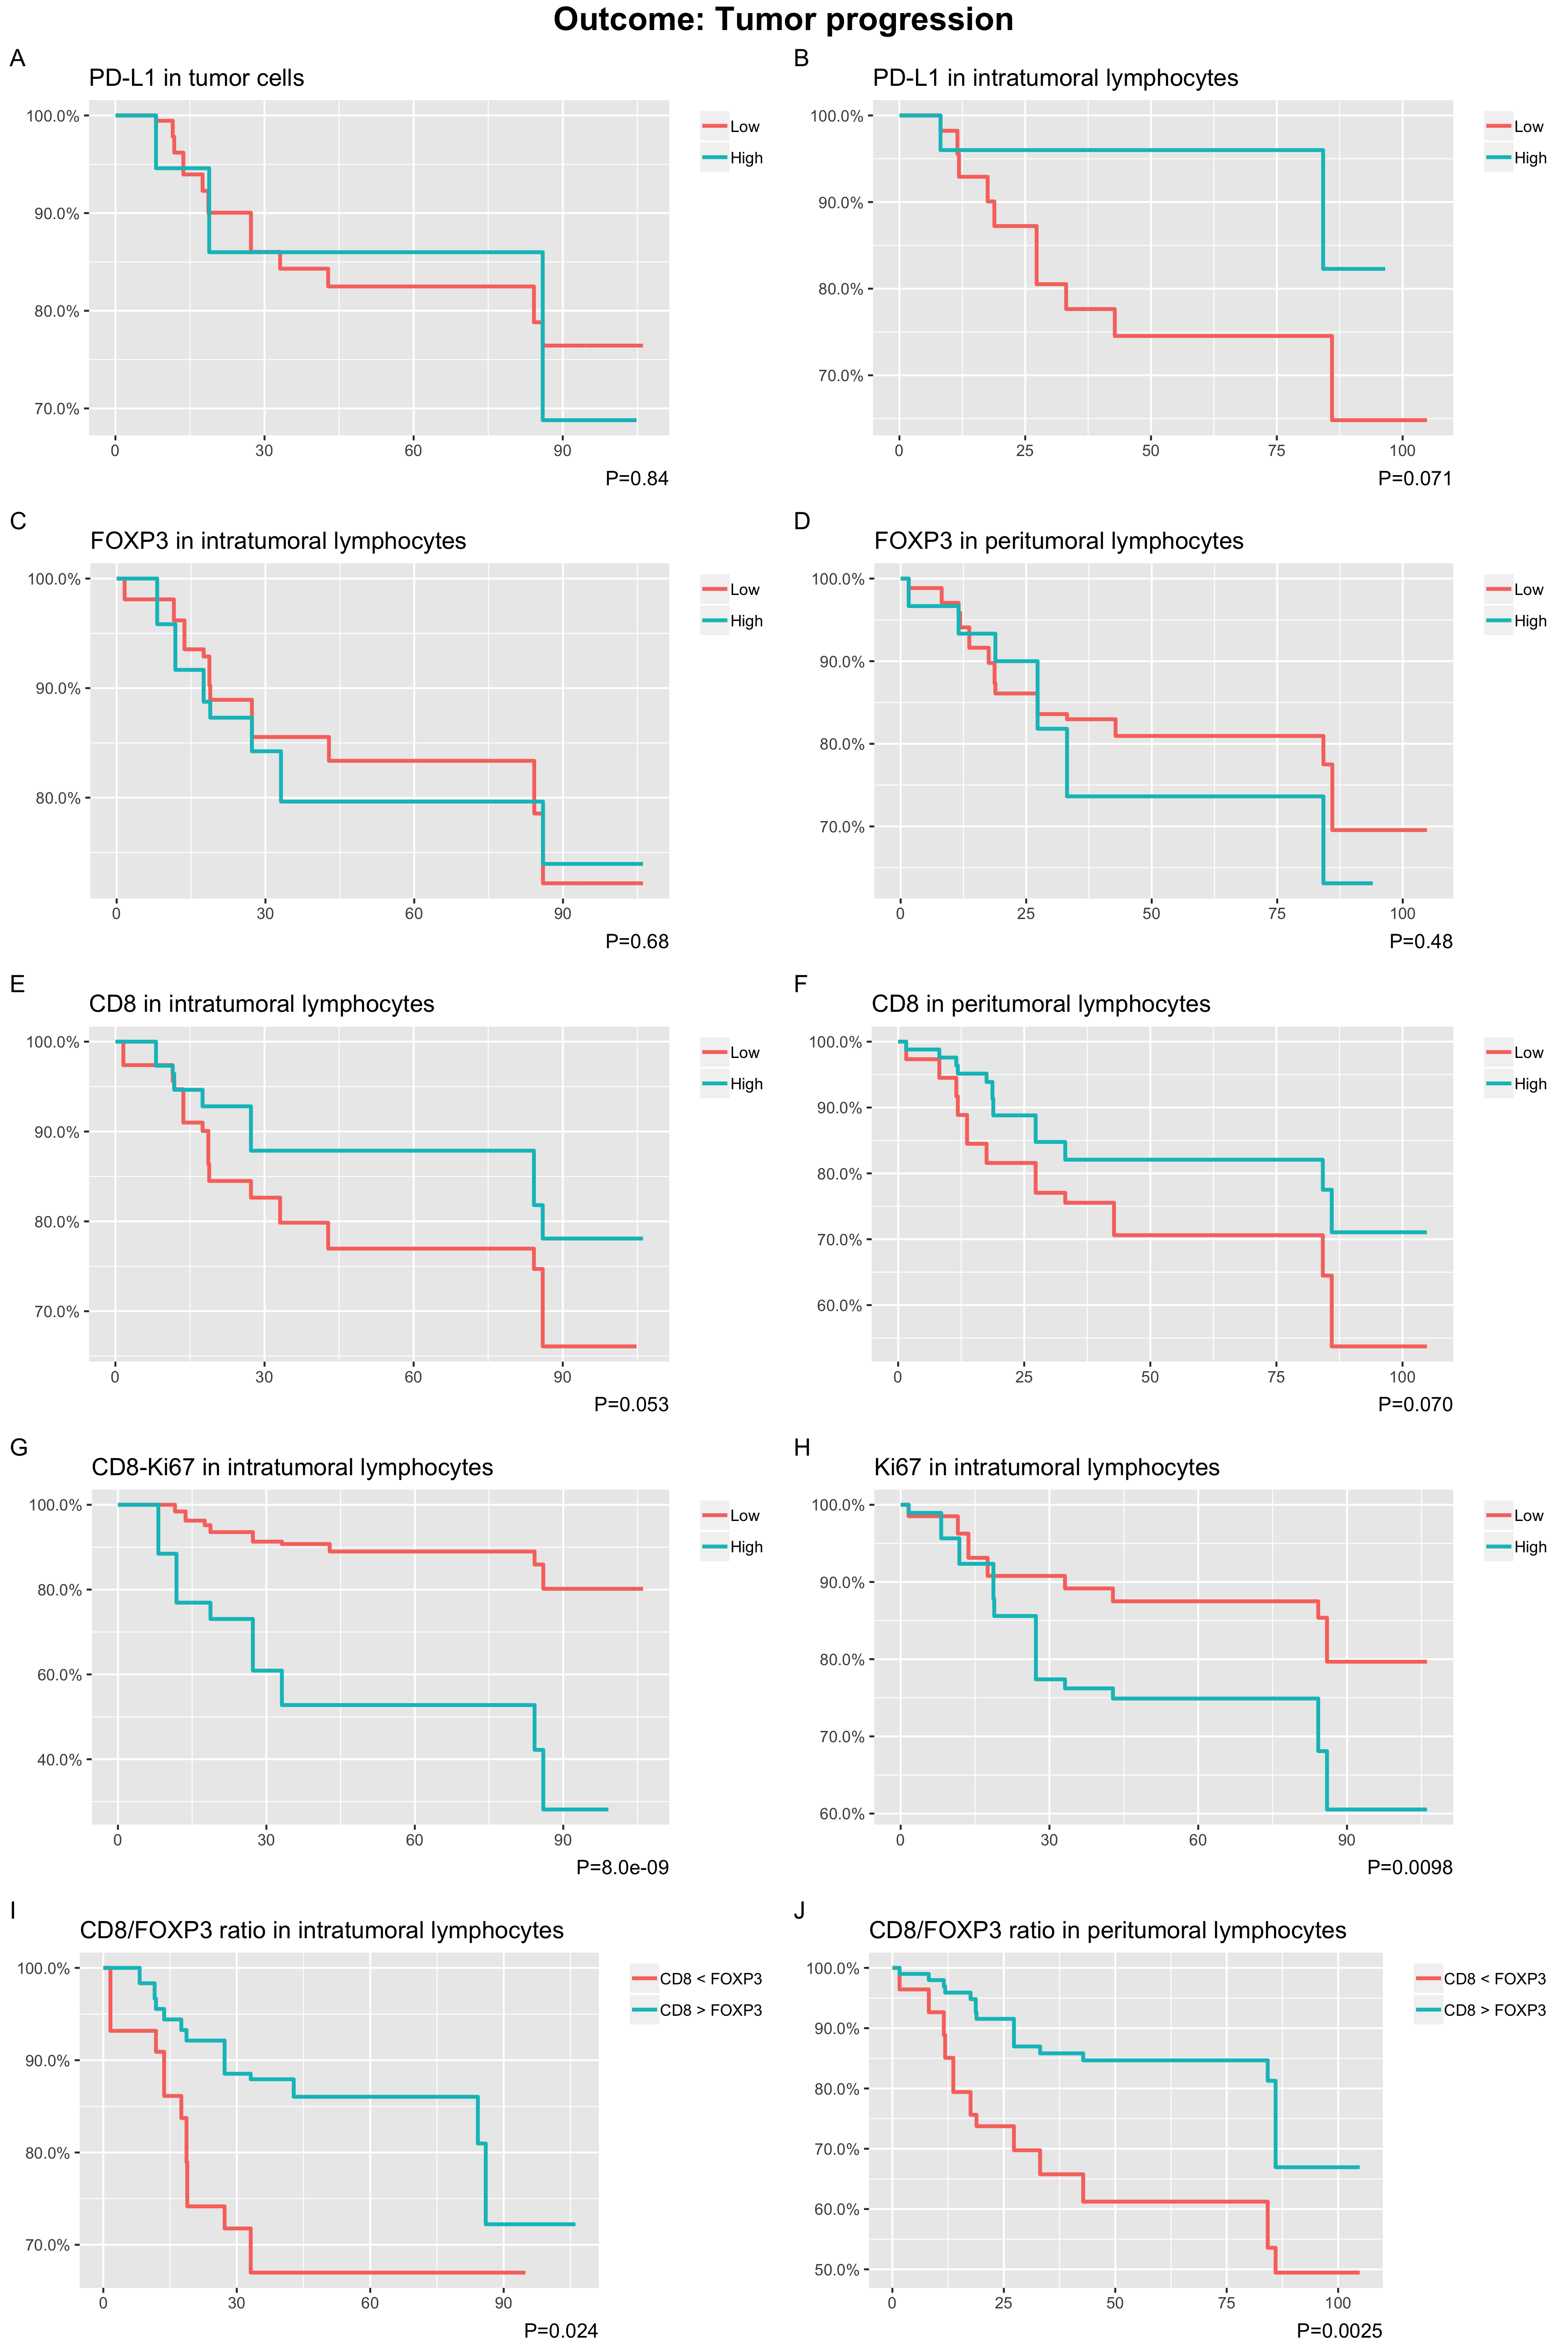 Outcome: Tumor progression
A
PD-L1 in tumor cells
100.0%
90.0%
80.0%
70.0%
0 30 60 90
Low
High
P=0.84
B
PD-L1 in intratumoral lymphocytes
100.0%
90.0%
80.0%
70.0%
0 25 50 75 100
Low
High
P=0.071
C
FOXP3 in intratumoral lymphocytes
100.0%
90.0%
80.0%
0 30 60 90
Low
High
P=0.68
D
FOXP3 in peritumoral lymphocytes
100.0%
90.0%
80.0%
70.0%
0 25 50 75 100
Low
High
P=0.48
E
CD8 in intratumoral lymphocytes
100.0%
90.0%
80.0%
70.0%
0 30 60 90
Low
High
P=0.053
F
CD8 in peritumoral lymphocytes
100.0%
90.0%
80.0%
70.0%
60.0%
0 25 50 75 100
Low
High
P=0.070
G
CD8-Ki67 in intratumoral lymphocytes
100.0%
80.0%
60.0%
40.0%
0 30 60 90
Low
High
P=8.0e-09
H
Ki67 in intratumoral lymphocytes
100.0%
90.0%
80.0%
70.0%
60.0%
0 30 60 90
Low
High
P=0.0098
I
CD8/FOXP3 ratio in intratumoral lymphocytes
100.0%
90.0%
80.0%
70.0%
0 30 60 90
CD8 < FOXP3
CD8 > FOXP3
P=0.024
J
CD8/FOXP3 ratio in peritumoral lymphocytes
100.0%
90.0%
80.0%
70.0%
60.0%
50.0%
0 25 50 75 100
CD8 < FOXP3
CD8 > FOXP3
P=0.0025